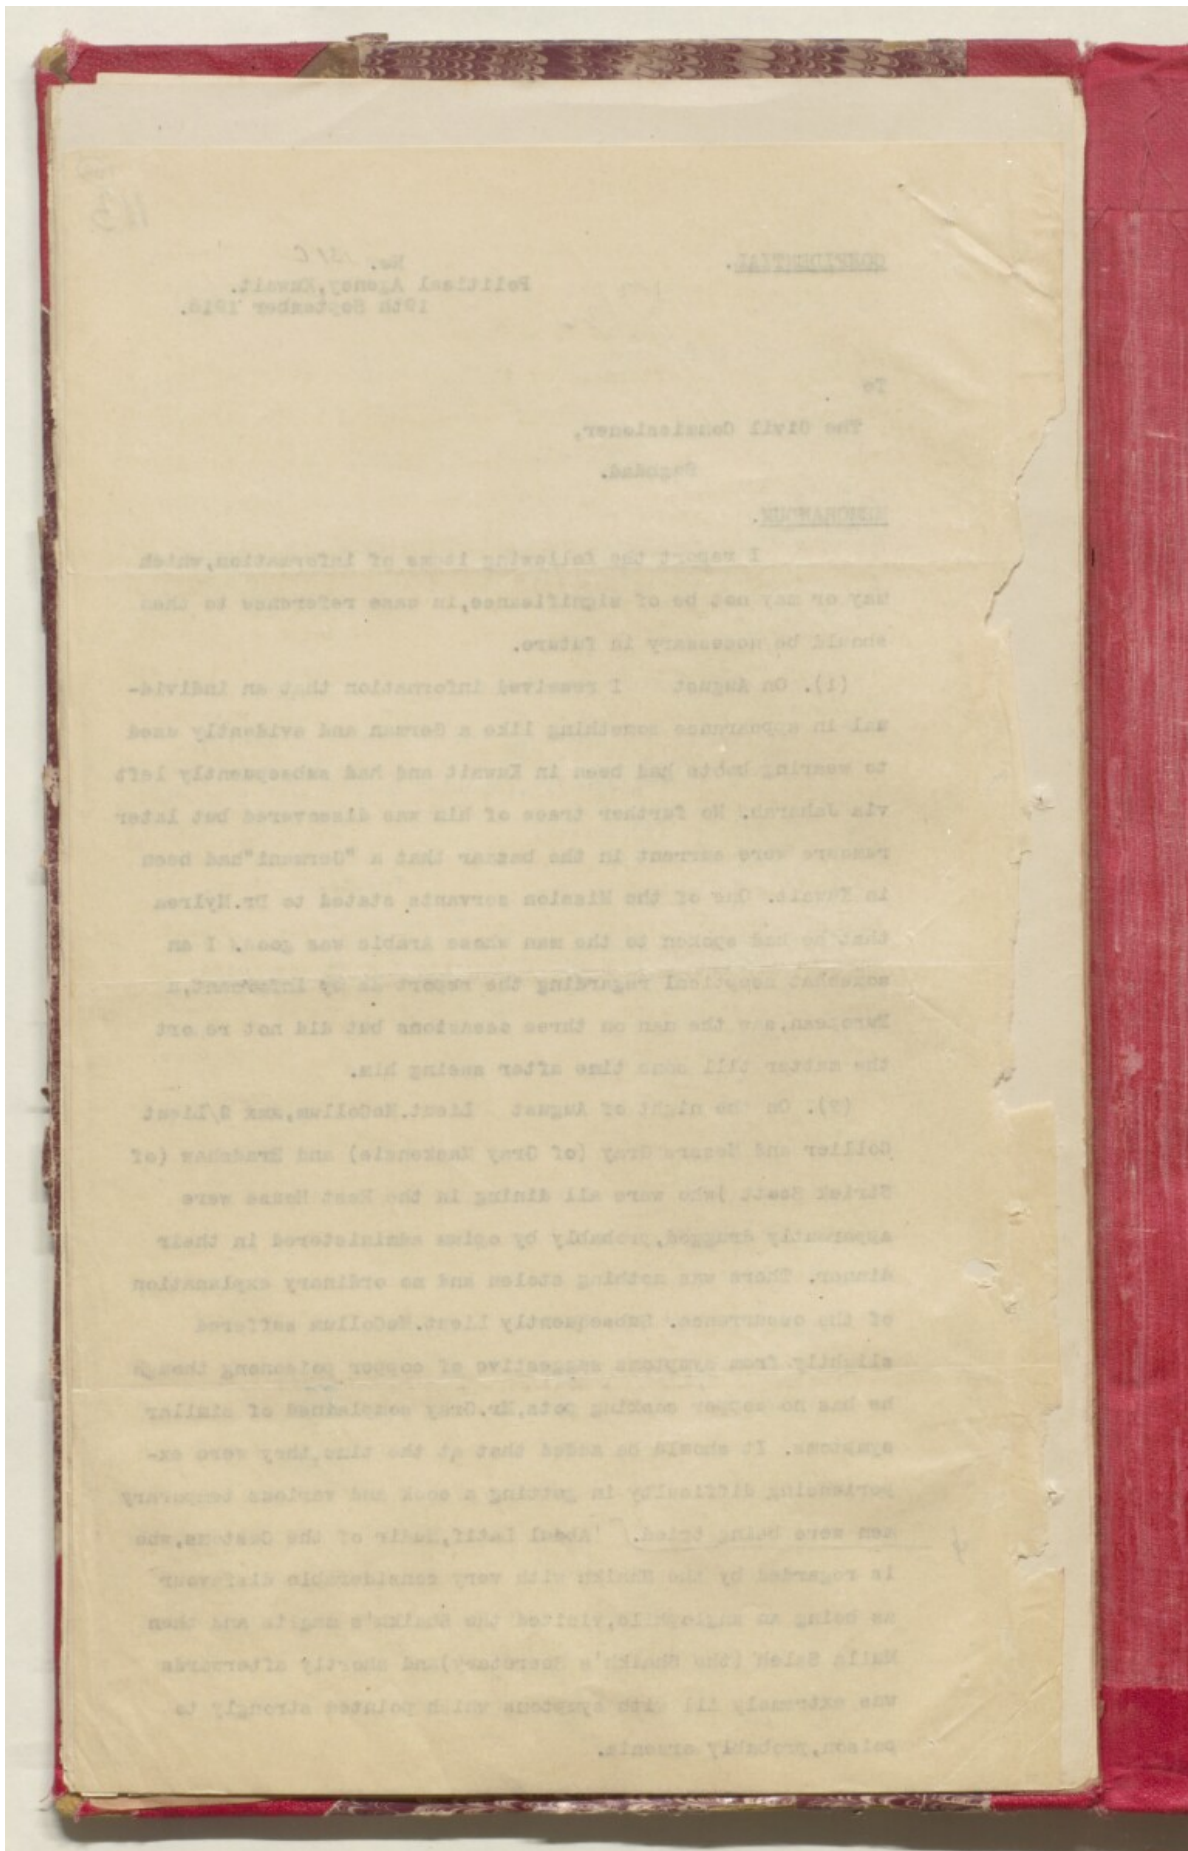 CONFIDENTIAL.
No. 131/C
Political Agency,Kuwait.
19th September 1918.
To
The Civil Commissioner,
Baghdad.
MEMORANDUM.
I report the following items of information,which
may or may not be of significance,in case reference to them
should be necessary in future.
(1). On August I received information that an individ-
ual in appearance something like a German and evidently used
to wearing boots had been in Kuwait and had subsequently left
via Jaharah. No further trace of him was discovered but later
rumours were current in the bazaar that a "Germani"had been
in Kuwait. One of the Mission servants stated to Dr.Mylrea
that he had spoken to the man whose Arabic was good. I am
somewhat regarding the report as my informant,a
European,saw the man on three occasions but did not re ort
the matter till some time after seeing him.
(2). On the night of August Lieut.McCollum, S/Lieut
Collier and Messrs Gray (of Gray Mackenzie) and Bradshaw (of
Strick Scott )who were all dining in the Rest House were
apparently drugged,probably by opium administered in their
dinner. There was nothing stolen and no ordinary explanation
of the occurrence. Subsequently Lieut.McCollum suffered
slightly from symptoms suggestive of copper poisoneng though
he has no copper cooking pots,Mr.Gray complained of similar
symptoms. It should be added that at the time,they were ex-
periencing difficulty in getting a cook and various temporary
men were being tried. 'Abdul Latif,Mudir of the Customs,who
is regarded by the Shaikh with very considerable disfavour
as being an anglophile,visited the Shaikh's majlis and then
Mulla Saleh (the Shaikh's Secretary)and shortly afterwards
was extremely ill with symptoms which pointed strongly to
poison,probably arsenic.